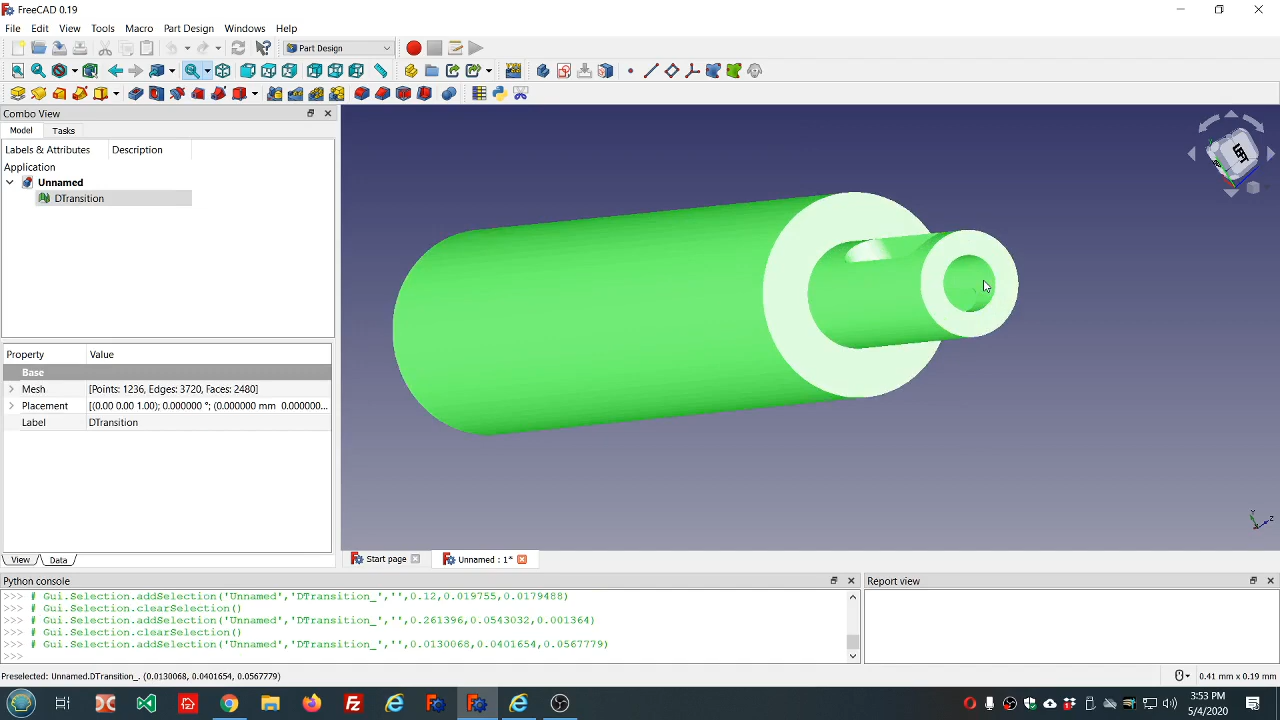 FreeCAD 0.19
File Edit View Tools Macro Part Design Windows Help
Part Design
Combo View
Model Tasks
Labels & Attributes Description
Application
Unnamed
DTransition
Property Value
Base
Mesh [Points: 1236, Edges: 3720, Faces: 2480]
Placement [(0.00 0.00 1.00); 0.000000 °; (0.000000 mm 0.00000...
Label DTransition
View Data
Start page Unnamed : 1*
Python console
>>> # Gui.Selection.addSelection('Unnamed','DTransition_','',0.12,0.019755,0.0179488)
>>> # Gui.Selection.clearSelection()
>>> # Gui.Selection.addSelection('Unnamed','DTransition_','',0.261396,0.0543032,0.001364)
>>> # Gui.Selection.clearSelection()
>>> # Gui.Selection.addSelection('Unnamed','DTransition_','',0.0130068,0.0401654,0.0567779)
>>>
Report view
Preselected: Unnamed.DTransition_. (0.0130068, 0.0401654, 0.0567779)
0.41 mm x 0.19 mm
3:53 PM
5/4/2020